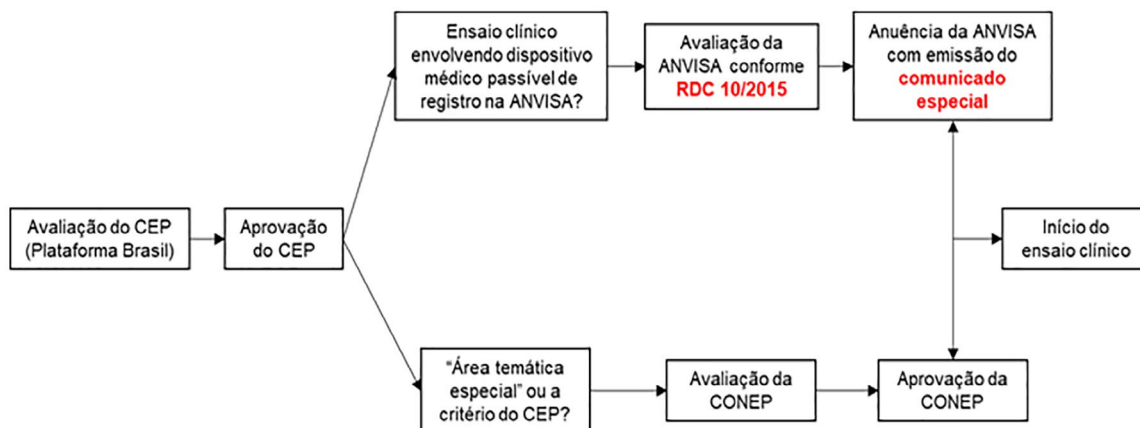 Ensaio clínico
envolvendo dispositivo
médico passível de
registro na ANVISA?
Avaliação da
ANVISA conforme
RDC 10/2015
Anuência da ANVISA
com emissão do
comunicado
especial
Avaliação do CEP
(Plataforma Brasil)
Aprovação
do CEP
Início do
ensaio clínico
“Área temática
especial” ou a
critério do CEP?
Avaliação da
CONEP
Aprovação da
CONEP